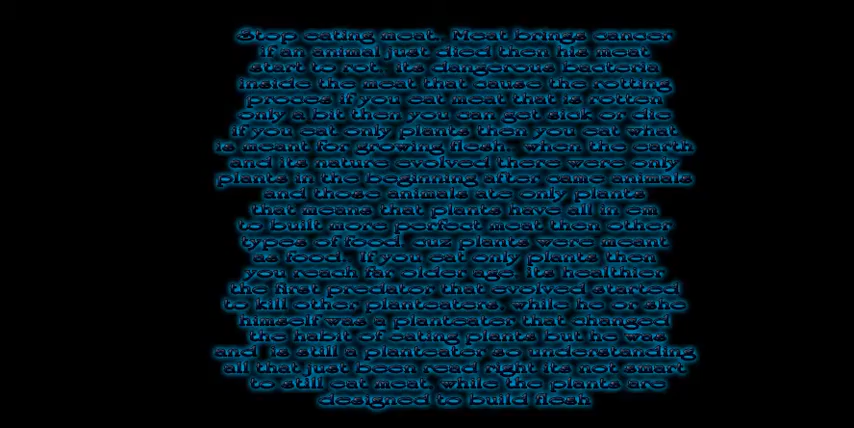 Stop eating meat. Meat brings cancer
if an animal just died then his meat
start to rot. its dangerous bacteria
inside the meat that cause the rotting
proces if you eat meat that is rotten
only a bit then you can get sick or die
if you eat only plants then you eat what
is meant for growing flesh. when the earth
and its nature evolved there were only
plants in the beginning after came animals
and those animals ate only plants
that means that plants have all in em
to built more perfect meat then other
types of food. cuz plants were meant
as food. if you eat only plants then
you reach far older age. its healthier
the first predator that evolved started
to kill other planteaters. while he or she
himself was a planteater that changed
the habit of eating plants but he was
and is still a planteater so understanding
all that just been read right its not smart
to still eat meat. while the plants are
designed to build flesh